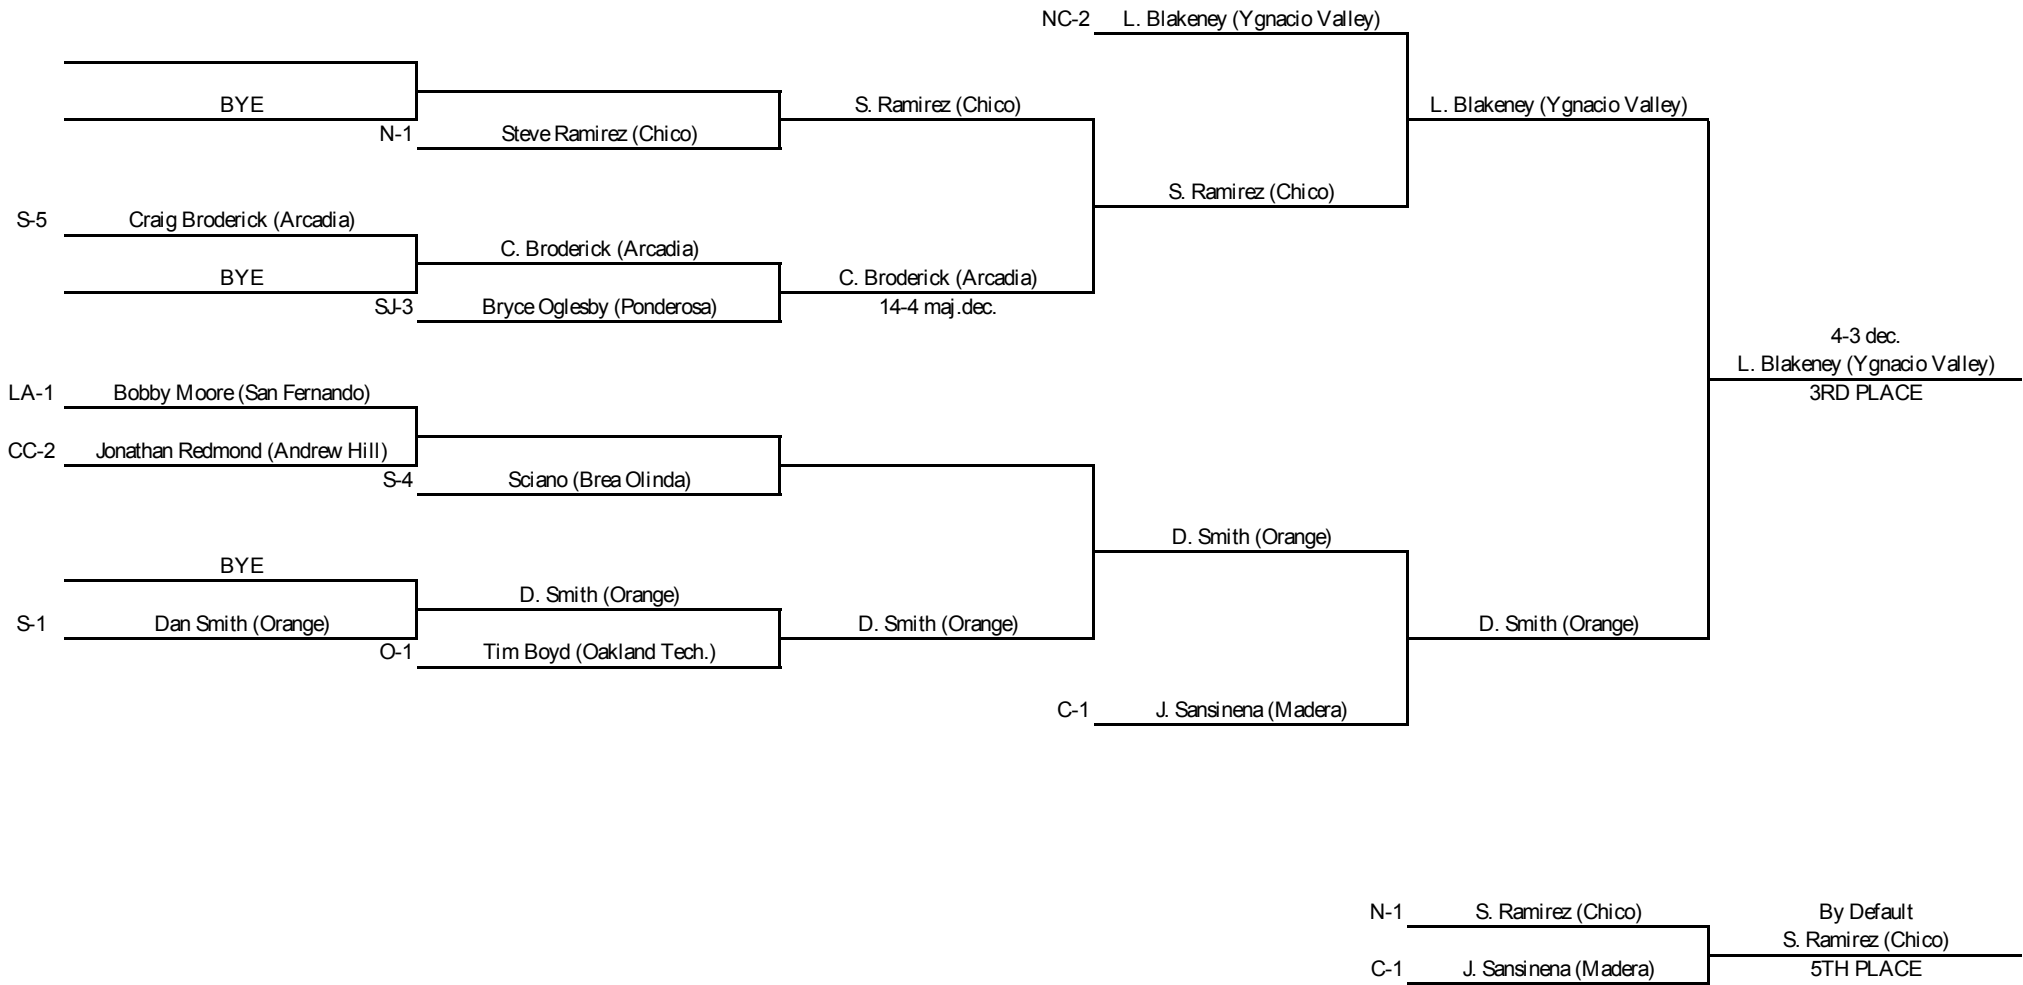 NC-2 L. Blakeney (Ygnacio Valley)
BYE S. Ramirez (Chico) L. Blakeney (Ygnacio Valley)
N-1 Steve Ramirez (Chico)
S. Ramirez (Chico)
S-5 Craig Broderick (Arcadia)
C. Broderick (Arcadia)
BYE C. Broderick (Arcadia)
SJ-3 Bryce Oglesby (Ponderosa) 14-4 maj.dec.
4-3 dec.
L. Blakeney (Ygnacio Valley)
LA-1 Bobby Moore (San Fernando) 3RD PLACE
CC-2 Jonathan Redmond (Andrew Hill)
S-4 Sciano (Brea Olinda)
D. Smith (Orange)
BYE
D. Smith (Orange)
S-1 Dan Smith (Orange) D. Smith (Orange) D. Smith (Orange)
O-1 Tim Boyd (Oakland Tech.)
C-1 J. Sansinena (Madera)
N-1 S. Ramirez (Chico) By Default
S. Ramirez (Chico)
C-1 J. Sansinena (Madera) 5TH PLACE